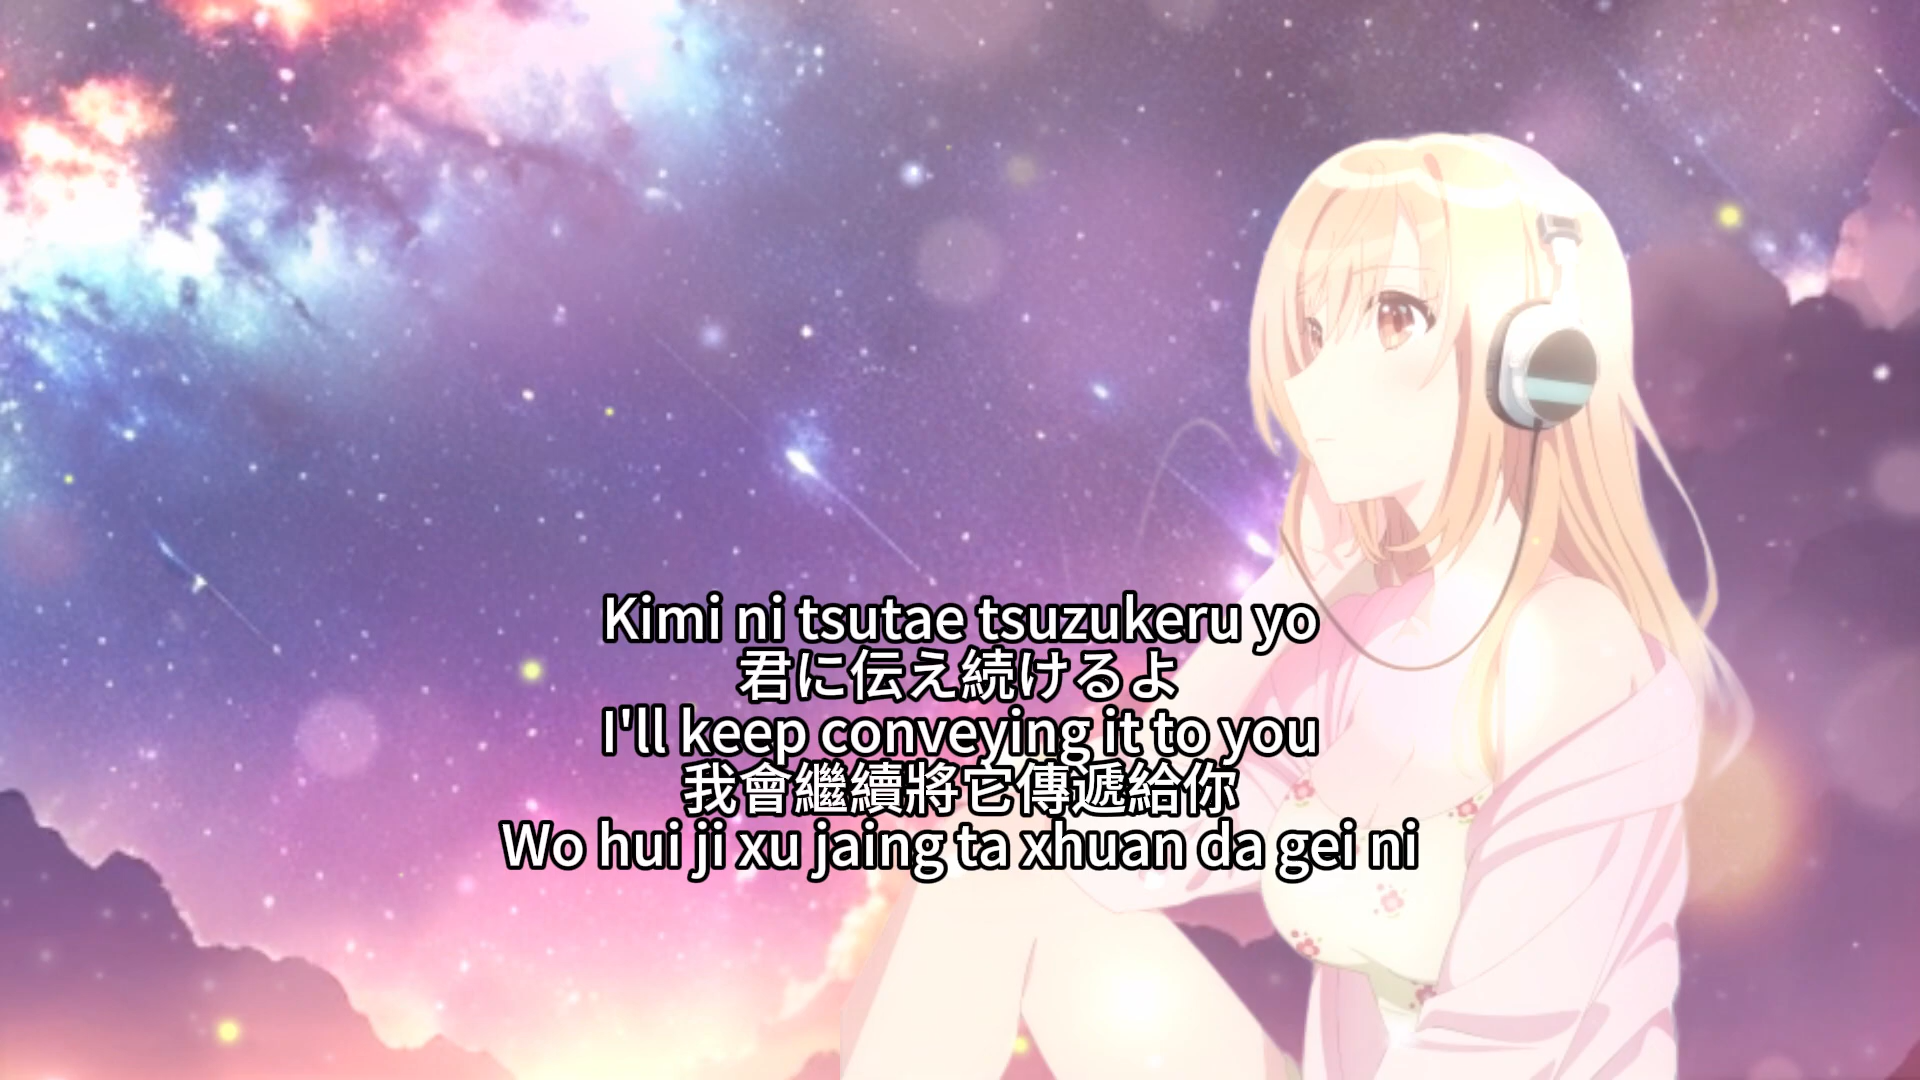 Kimi ni tsutae tsuzukeru yo
君に伝え続けるよ
I'll keep conveying it to you
我會繼續將它傳遞給你
Wo hui ji xu jaing ta xhuan da gei ni